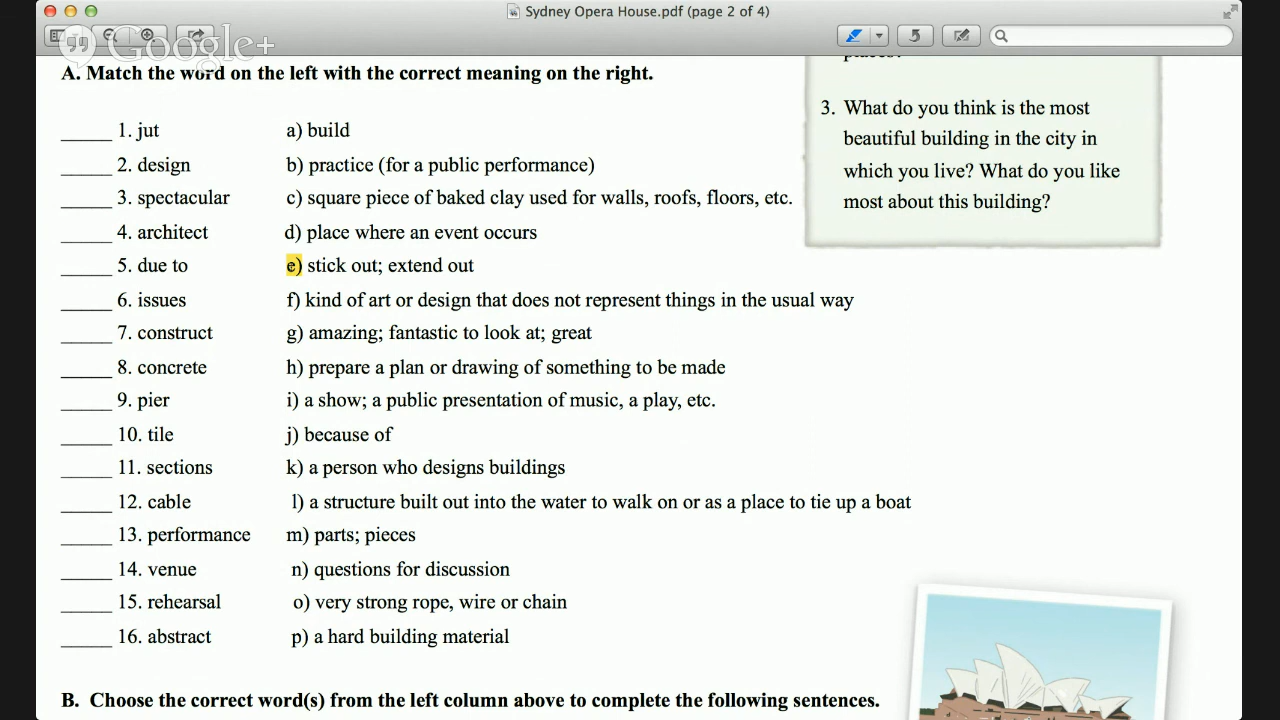 Sydney Opera House.pdf (page 2 of 4)
Google+
A. Match the word on the left with the correct meaning on the right.
_____ 1. jut a) build
_____ 2. design b) practice (for a public performance)
_____ 3. spectacular c) square piece of baked clay used for walls, roofs, floors, etc.
_____ 4. architect d) place where an event occurs
_____ 5. due to e) stick out; extend out
_____ 6. issues f) kind of art or design that does not represent things in the usual way
_____ 7. construct g) amazing; fantastic to look at; great
_____ 8. concrete h) prepare a plan or drawing of something to be made
_____ 9. pier i) a show; a public presentation of music, a play, etc.
_____ 10. tile j) because of
_____ 11. sections k) a person who designs buildings
_____ 12. cable l) a structure built out into the water to walk on or as a place to tie up a boat
_____ 13. performance m) parts; pieces
_____ 14. venue n) questions for discussion
_____ 15. rehearsal o) very strong rope, wire or chain
_____ 16. abstract p) a hard building material
B. Choose the correct word(s) from the left column above to complete the following sentences.
3. What do you think is the most
beautiful building in the city in
which you live? What do you like
most about this building?